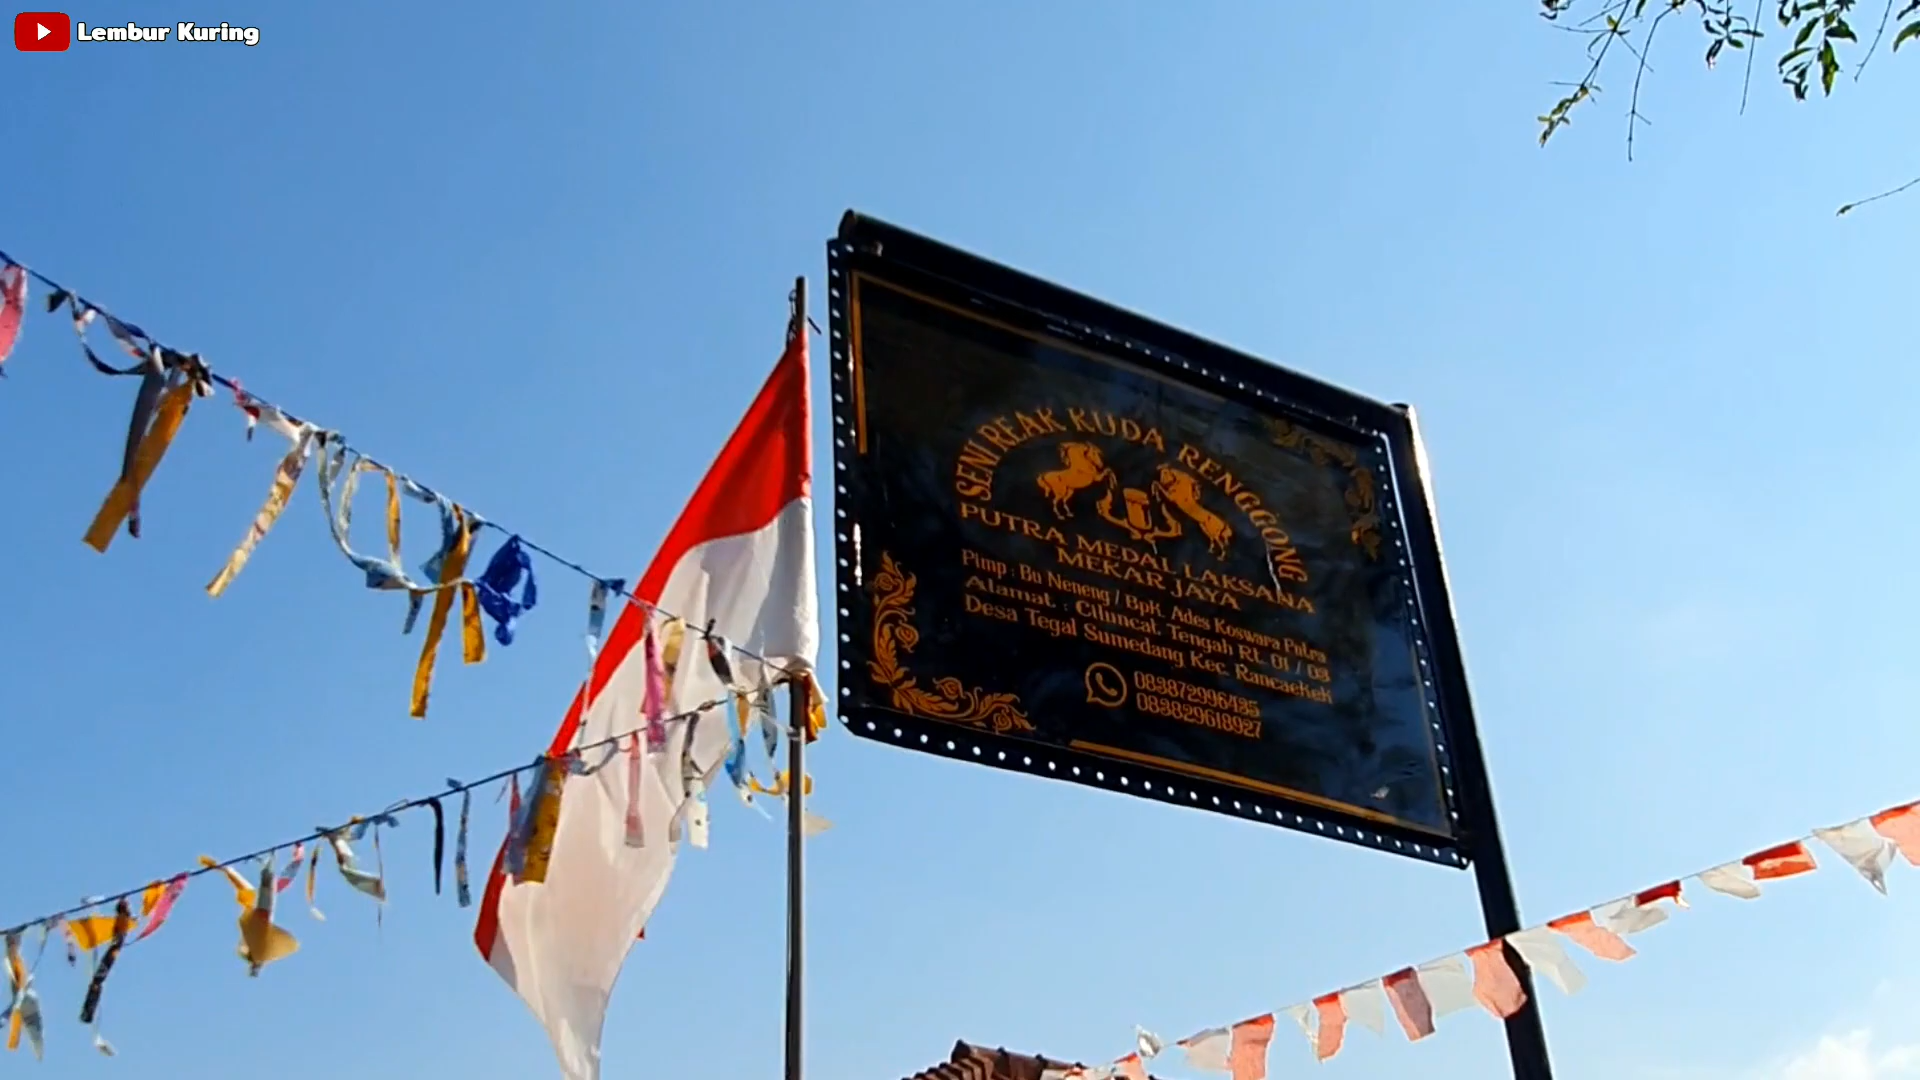 Lembur Kuring
SENI REAK KUDA RENGGONG
PUTRA MEDAL LAKSANA
MEKAR JAYA
Pimp : Bu Neneng / Bpk. Ades Koswara Putra
Alamat : Ciluncat Tengah Rt. 01 / 03
Desa Tegal Sumedang Kec. Rancaekek
083872996425
083829618927